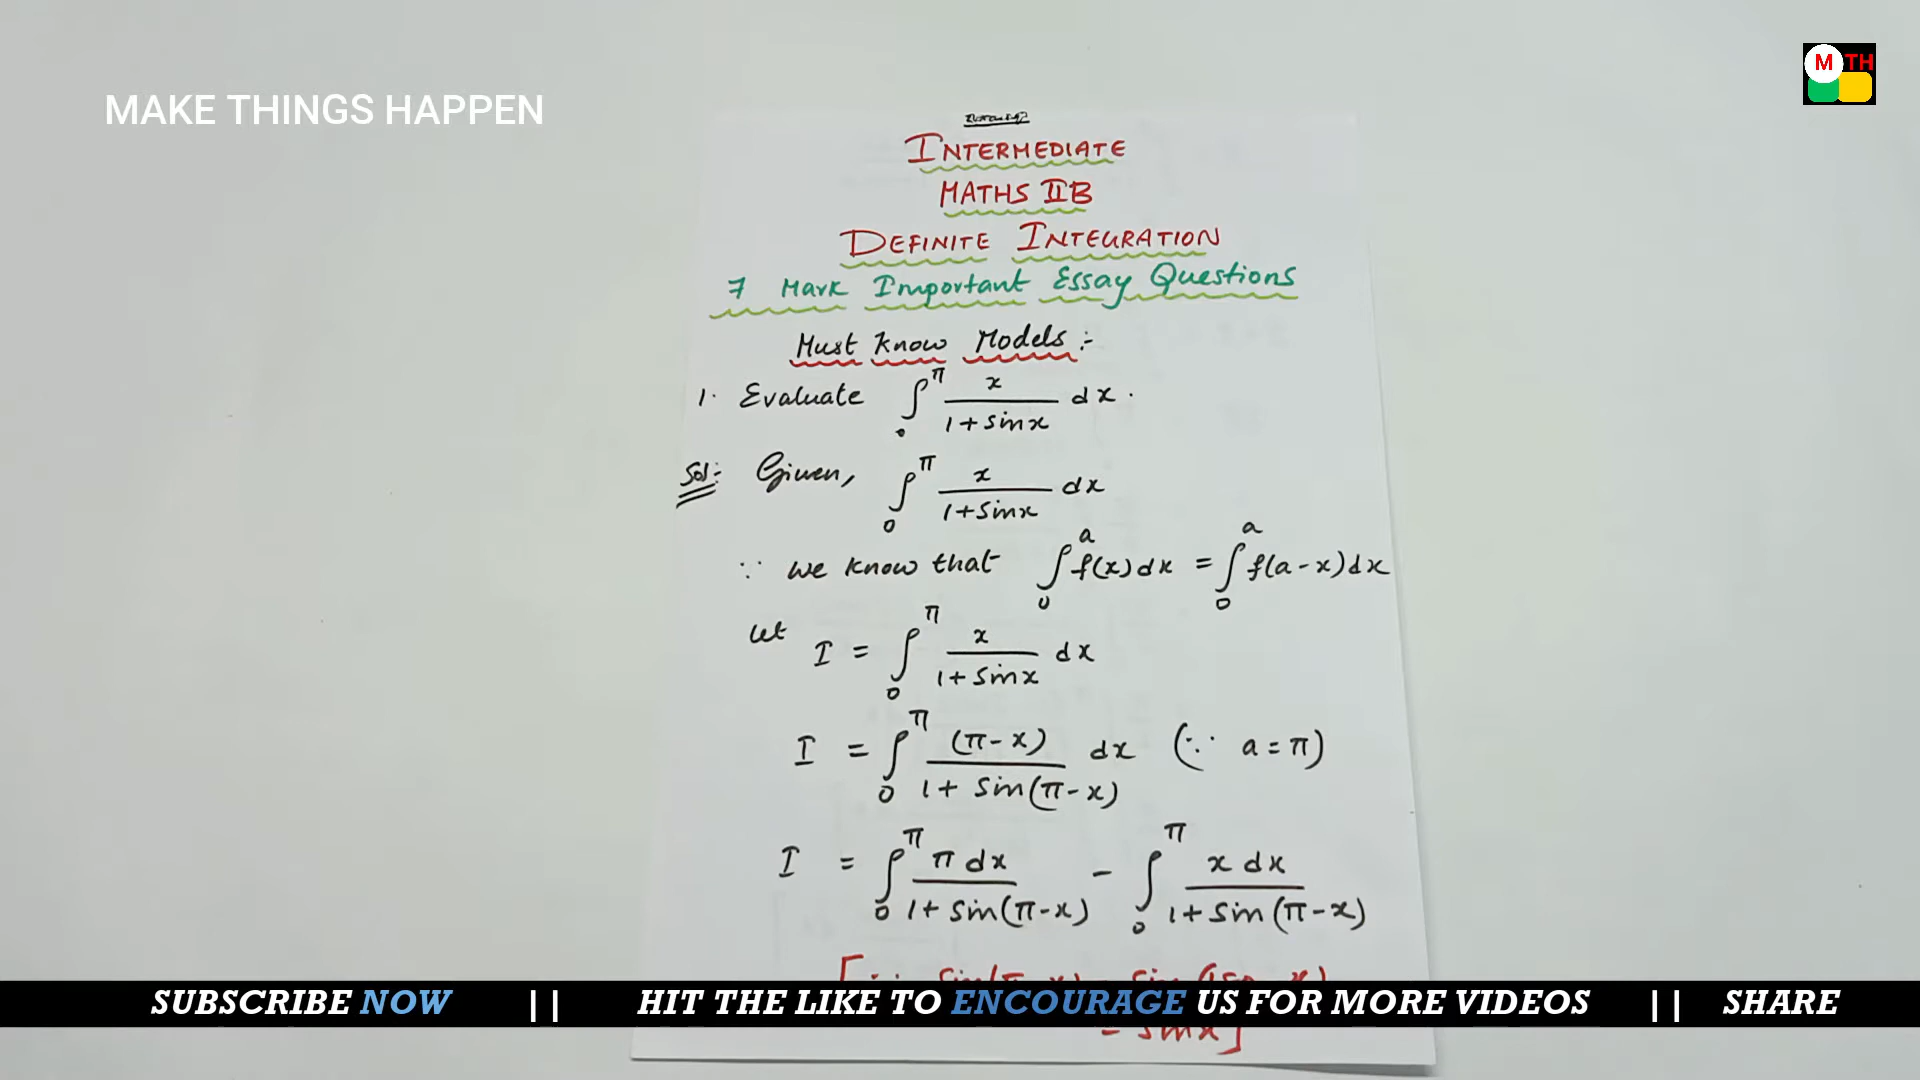 MAKE THINGS HAPPEN
M TH
INTERMEDIATE
MATHS IIB
DEFINITE INTEGRATION
7 Mark Important Essay Questions
Must Know Models :-
1. Evaluate ∫₀^π x/(1+sinx) dx.
Sol:- Given, ∫₀^π x/(1+sinx) dx
∵ we know that ∫₀^a f(x)dx = ∫₀^a f(a-x)dx
let I = ∫₀^π x/(1+sinx) dx
I = ∫₀^π (π-x)/(1+sin(π-x)) dx (∵ a=π)
I = ∫₀^π πdx/(1+sin(π-x)) - ∫₀^π xdx/(1+sin(π-x))
SUBSCRIBE NOW || HIT THE LIKE TO ENCOURAGE US FOR MORE VIDEOS || SHARE
= sinx]